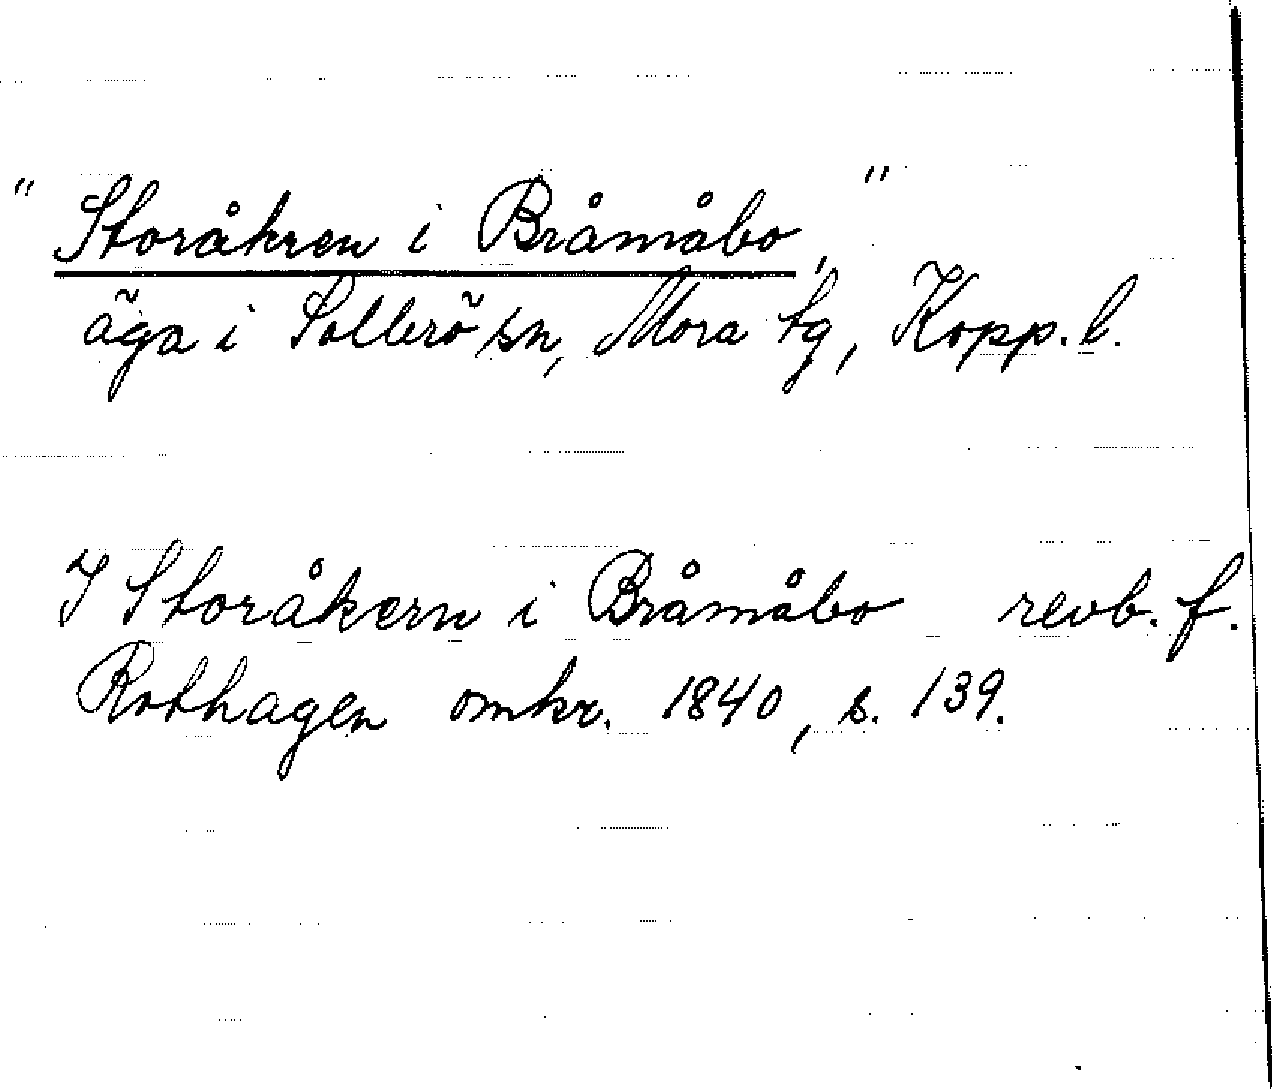 "Storåkren i Bråmåbo,"
äga i Sollerö sn, Mora tg, Kopp. l.
I Storåkern i Bråmåbo revb. f.
Rothagen omkr. 1840, s. 139.